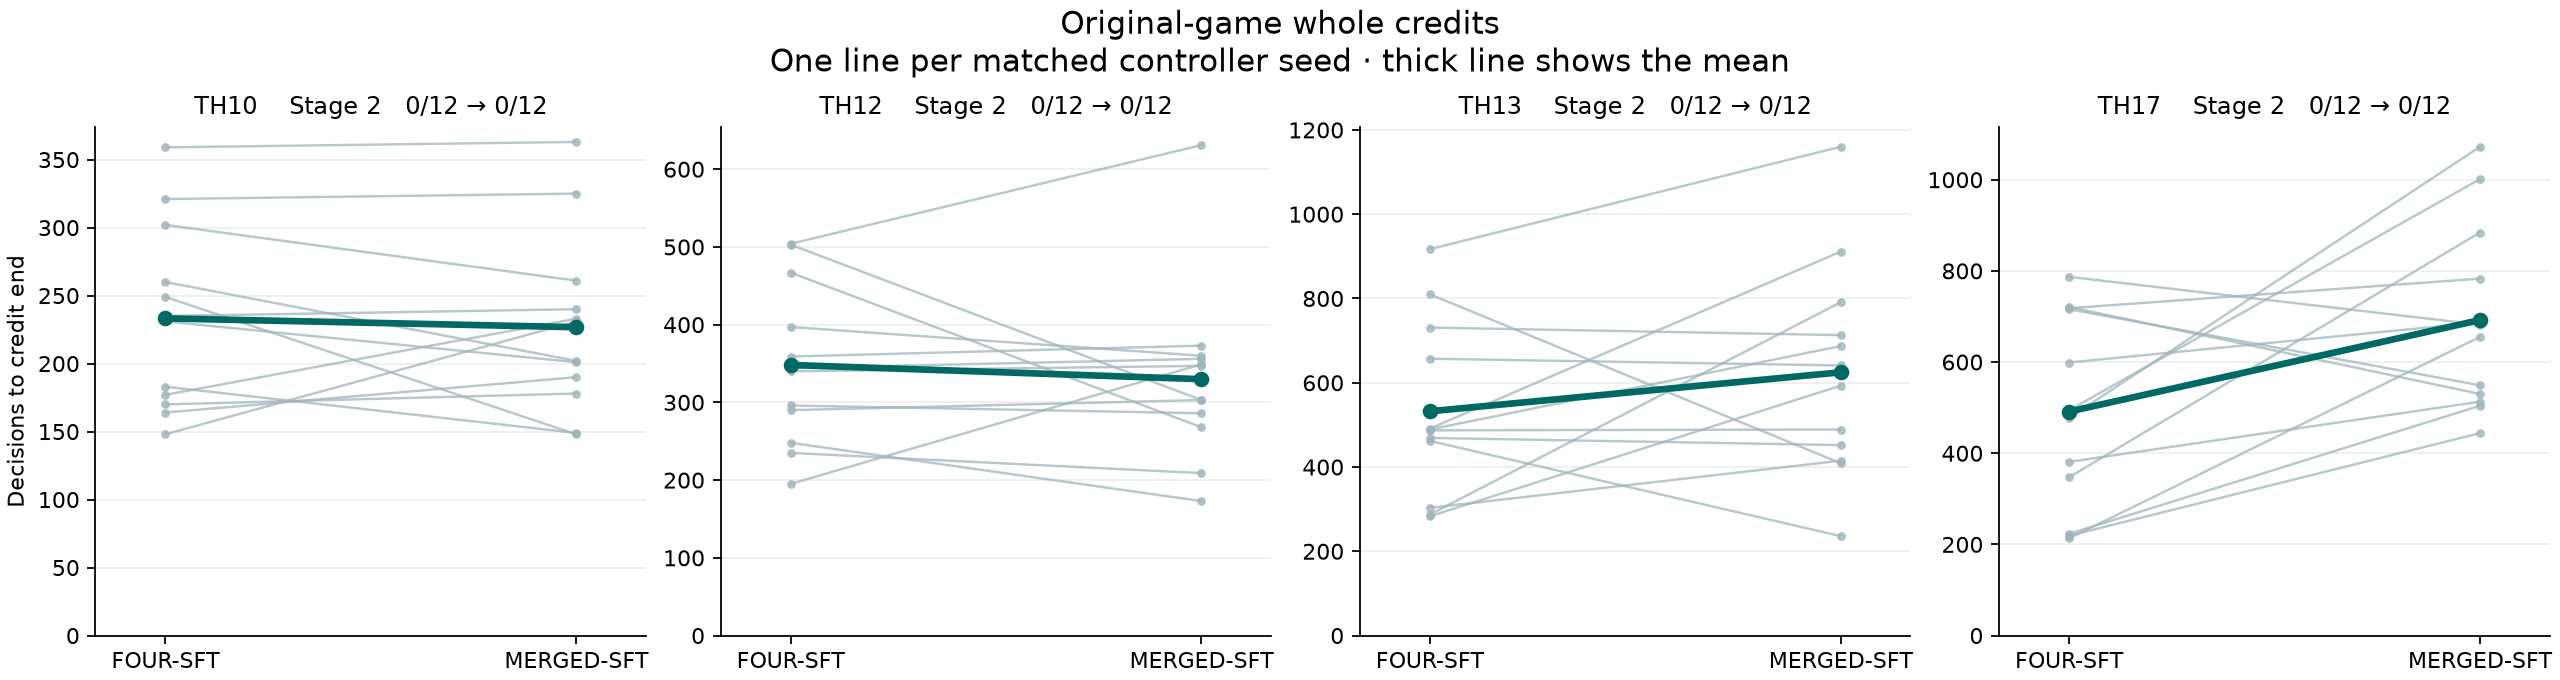 Original-game whole credits
One line per matched controller seed · thick line shows the mean
TH10 Stage 2 0/12 → 0/12
Decisions to credit end
350
300
250
200
150
100
50
0
FOUR-SFT
MERGED-SFT
TH12 Stage 2 0/12 → 0/12
600
500
400
300
200
100
0
FOUR-SFT
MERGED-SFT
TH13 Stage 2 0/12 → 0/12
1200
1000
800
600
400
200
0
FOUR-SFT
MERGED-SFT
TH17 Stage 2 0/12 → 0/12
1000
800
600
400
200
0
FOUR-SFT
MERGED-SFT